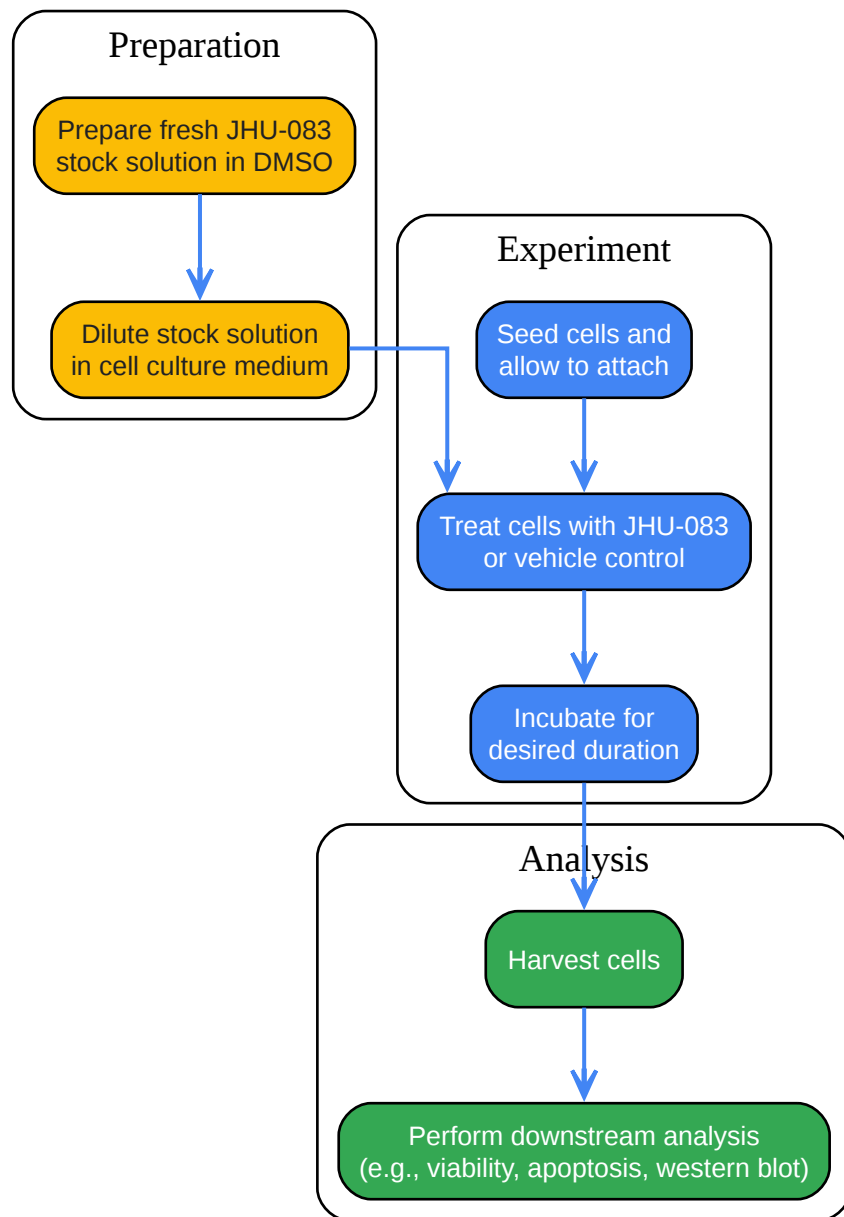 Preparation
Prepare fresh JHU-083
stock solution in DMSO
Dilute stock solution
in cell culture medium
Experiment
Seed cells and
allow to attach
Treat cells with JHU-083
or vehicle control
Incubate for
desired duration
Analysis
Harvest cells
Perform downstream analysis
(e.g., viability, apoptosis, western blot)